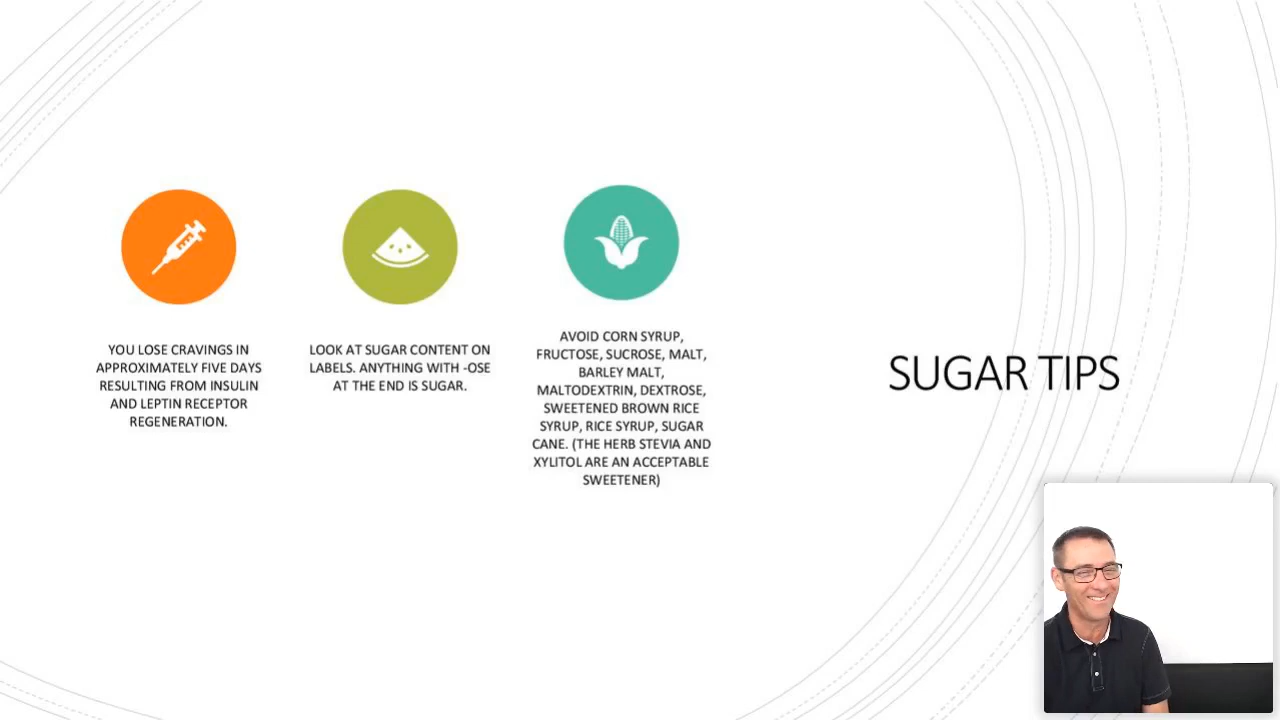 YOU LOSE CRAVINGS IN
APPROXIMATELY FIVE DAYS
RESULTING FROM INSULIN
AND LEPTIN RECEPTOR
REGENERATION.
LOOK AT SUGAR CONTENT ON
LABELS. ANYTHING WITH -OSE
AT THE END IS SUGAR.
AVOID CORN SYRUP,
FRUCTOSE, SUCROSE, MALT,
BARLEY MALT,
MALTODEXTRIN, DEXTROSE,
SWEETENED BROWN RICE
SYRUP, RICE SYRUP, SUGAR
CANE. (THE HERB STEVIA AND
XYLITOL ARE AN ACCEPTABLE
SWEETENER)
SUGAR TIPS